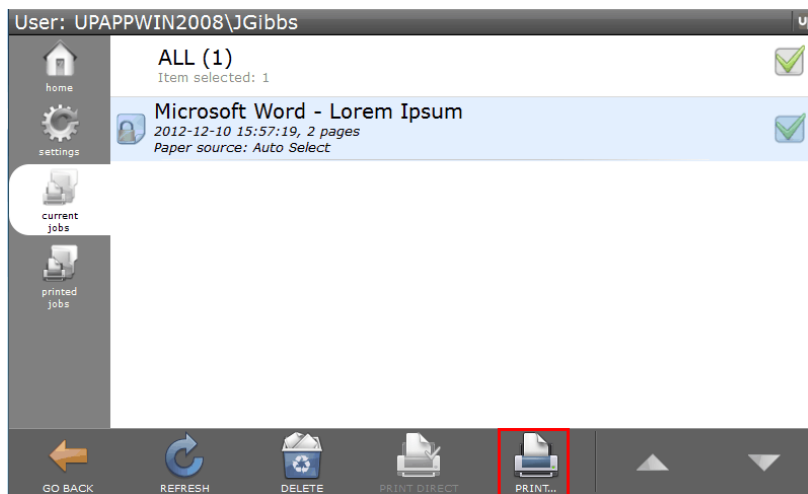 User: UPAPPWIN2008\JGibbs
home
settings
current
jobs
printed
jobs
ALL (1)
Item selected: 1
Microsoft Word - Lorem Ipsum
2012-12-10 15:57:19, 2 pages
Paper source: Auto Select
GO BACK
REFRESH
DELETE
PRINT DIRECT
PRINT...